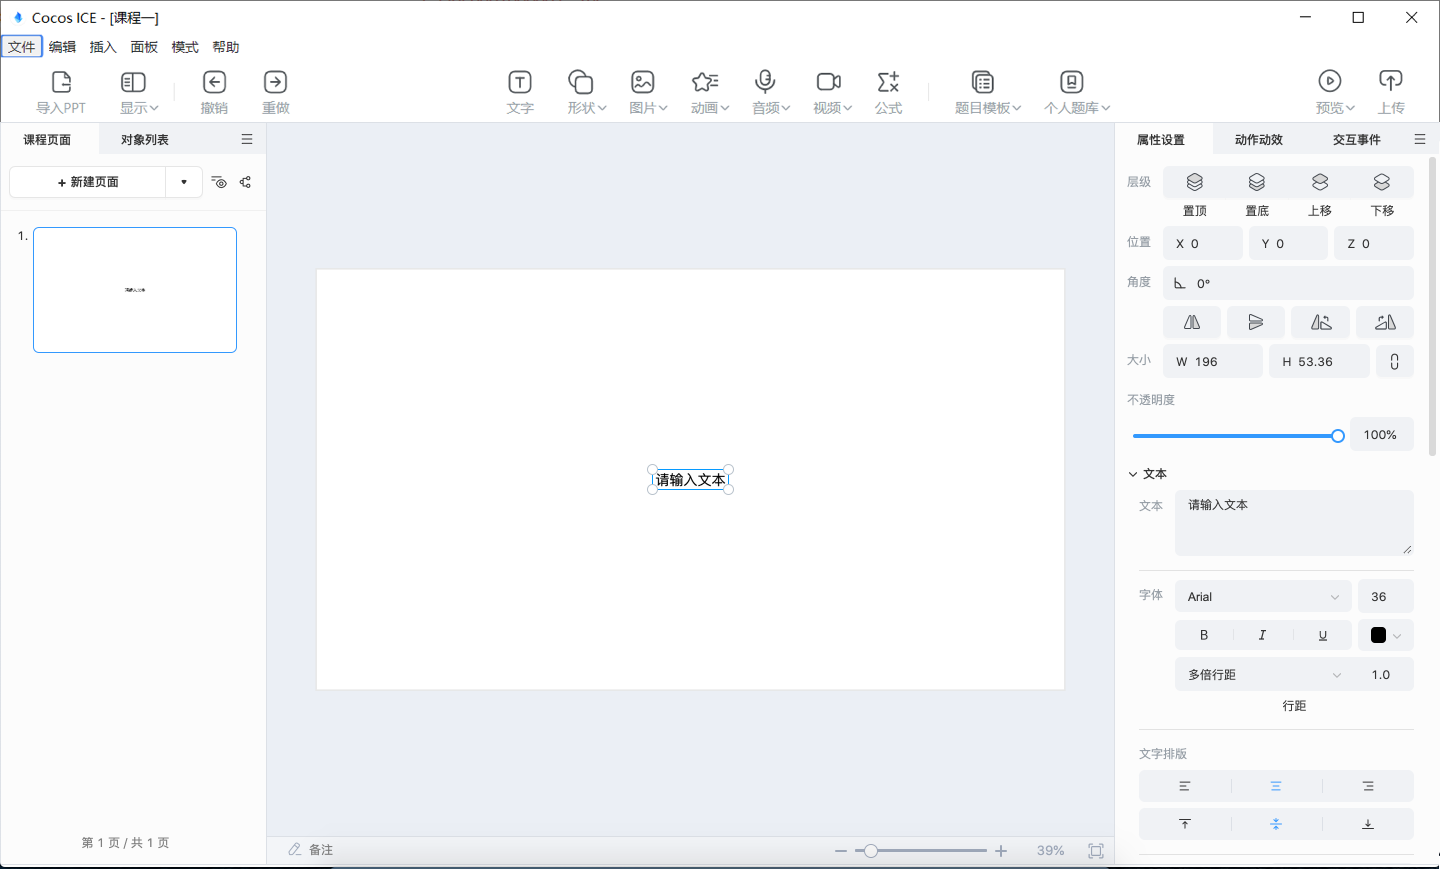 Cocos ICE - [课程一]
文件 编辑 插入 面板 模式 帮助
导入PPT 显示 撤销 重做 文字 形状 图片 动画 音频 视频 公式 题目模板 个人题库 预览 上传
课程页面 对象列表
+ 新建页面
1.
请输入文本
第 1 页 / 共 1 页
请输入文本
备注
39%
属性设置 动作动效 交互事件
层级
置顶 置底 上移 下移
位置 X 0 Y 0 Z 0
角度 0°
大小 W 196 H 53.36
不透明度
100%
文本
文本 请输入文本
字体 Arial 36
B I U
多倍行距 1.0
行距
文字排版